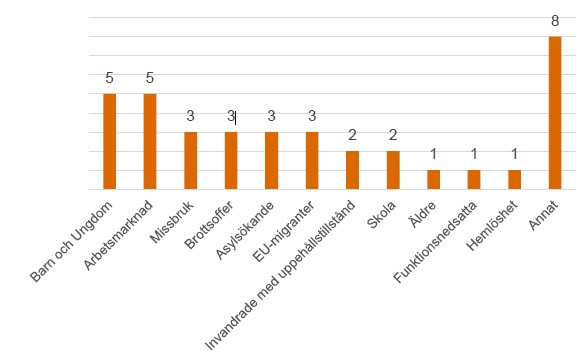 8
5
5
3
3
3
3
2
2
1
1
1
Barn och Ungdom
Arbetsmarknad
Missbruk
Brottsoffer
Asylsökande
EU-migranter
Invandrade med uppehållstillstånd
Skola
Äldre
Funktionsnedsatta
Hemlöshet
Annat